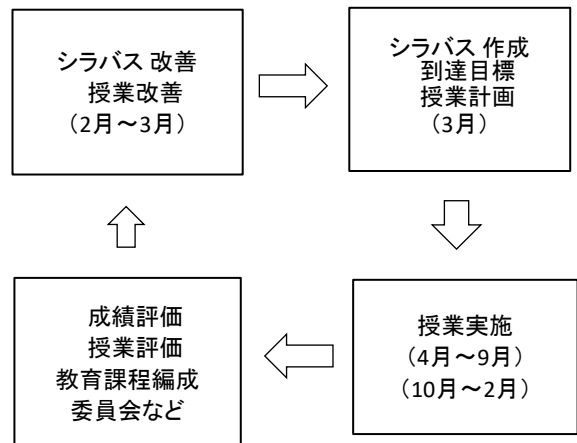 シラバス 改善
授業改善
（2月～3月）
シラバス 作成
到達目標
授業計画
（3月）
成績評価
授業評価
教育課程編成
委員会など
授業実施
（4月～9月）
（10月～2月）